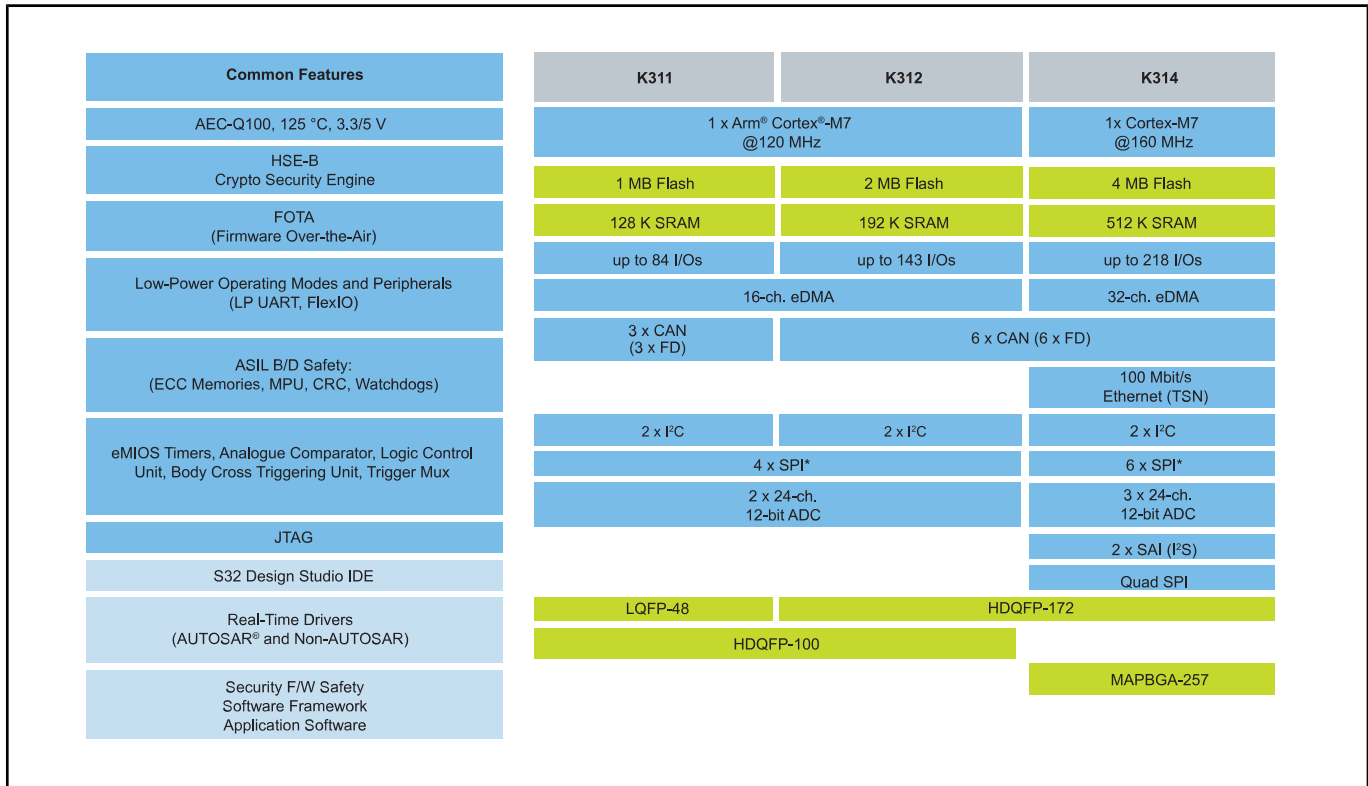 Common Features
AEC-Q100, 125 °C, 3.3/5 V
HSE-B
Crypto Security Engine
FOTA
(Firmware Over-the-Air)
Low-Power Operating Modes and Peripherals
(LP UART, FlexIO)
ASIL B/D Safety:
(ECC Memories, MPU, CRC, Watchdogs)
eMIOS Timers, Analogue Comparator, Logic Control
Unit, Body Cross Triggering Unit, Trigger Mux
JTAG
S32 Design Studio IDE
Real-Time Drivers
(AUTOSAR® and Non-AUTOSAR)
Security F/W Safety
Software Framework
Application Software
K311 K312 K314
1 x Arm® Cortex®-M7
@120 MHz
1x Cortex-M7
@160 MHz
1 MB Flash 2 MB Flash 4 MB Flash
128 K SRAM 192 K SRAM 512 K SRAM
up to 84 I/Os up to 143 I/Os up to 218 I/Os
16-ch. eDMA 32-ch. eDMA
3 x CAN
(3 x FD)
6 x CAN (6 x FD)
100 Mbit/s
Ethernet (TSN)
2 x I²C 2 x I²C 2 x I²C
4 x SPI* 6 x SPI*
2 x 24-ch.
12-bit ADC
3 x 24-ch.
12-bit ADC
2 x SAI (I²S)
Quad SPI
LQFP-48 HDQFP-172
HDQFP-100
MAPBGA-257